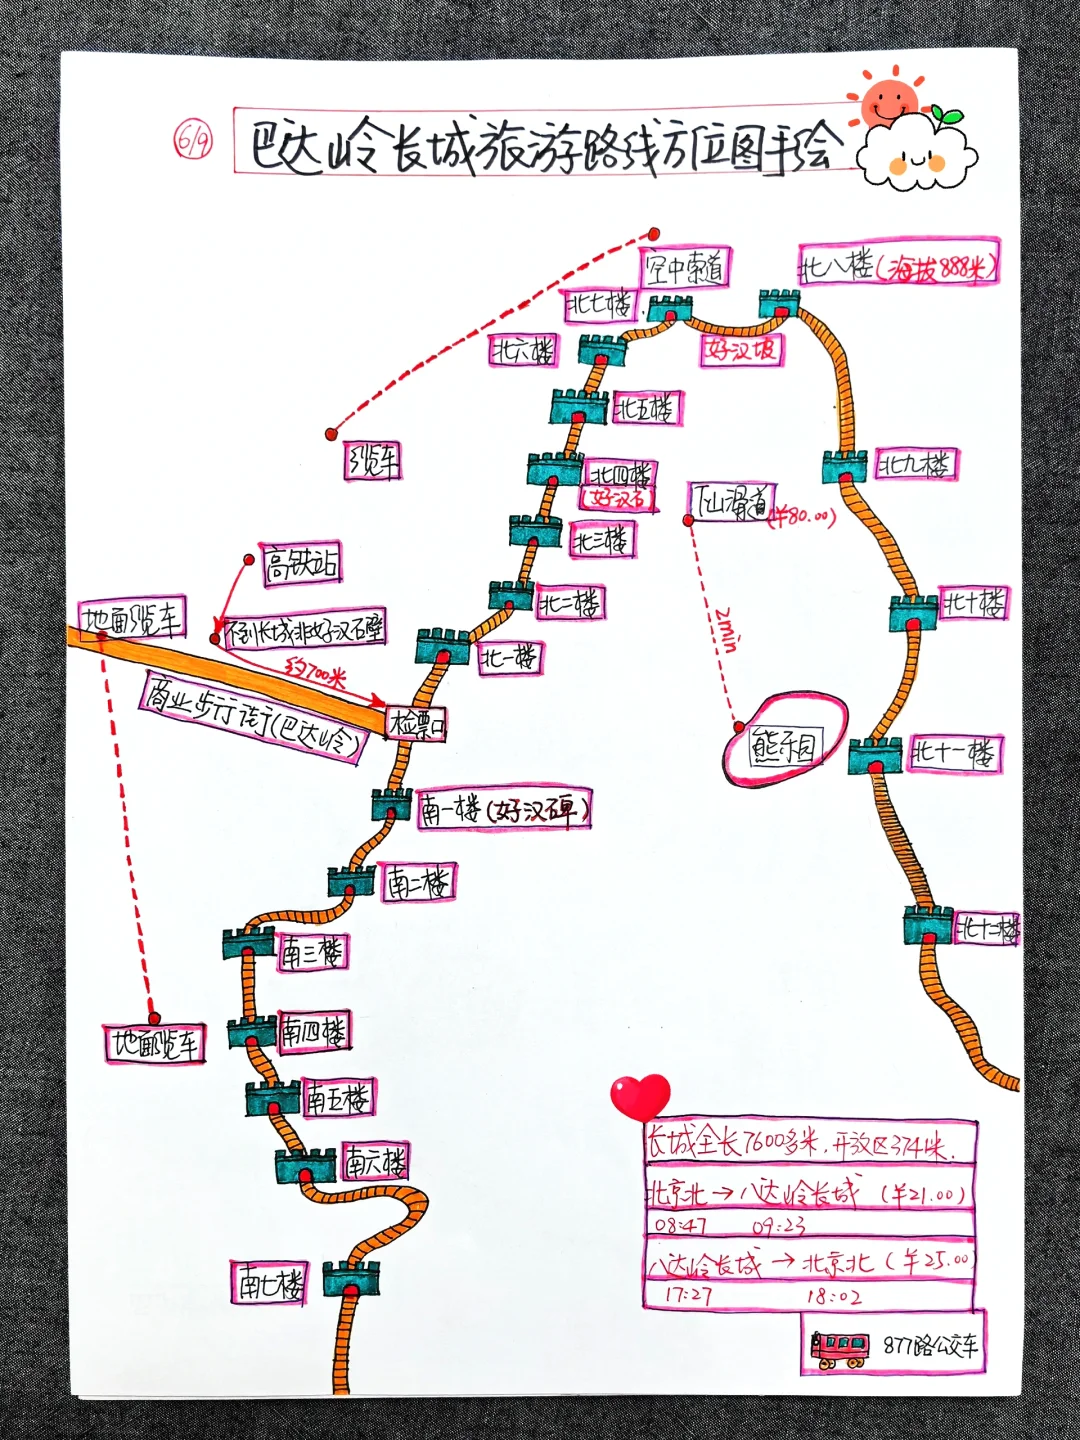 6/9
巴达岭长城旅游路线方位图手绘
空中索道
北八楼(海拔888米)
北七楼
北六楼
好汉坡
北五楼
缆车
北四楼
(好汉石)
北九楼
下山滑道
(¥80.00)
北三楼
高铁站
北二楼
北十楼
地面缆车
到长城非好汉石壁
2min
北一楼
约700米
商业步行街(巴达岭)
检票口
熊乐园
北十一楼
南一楼(好汉碑)
南二楼
北十二楼
南三楼
南四楼
地面缆车
南五楼
南六楼
长城全长7600多米,开放区3741米.
北京北→八达岭长城 (¥21.00)
08:47 09:23
八达岭长城→北京北(¥25.00
南七楼
17:27 18:02
877路公交车